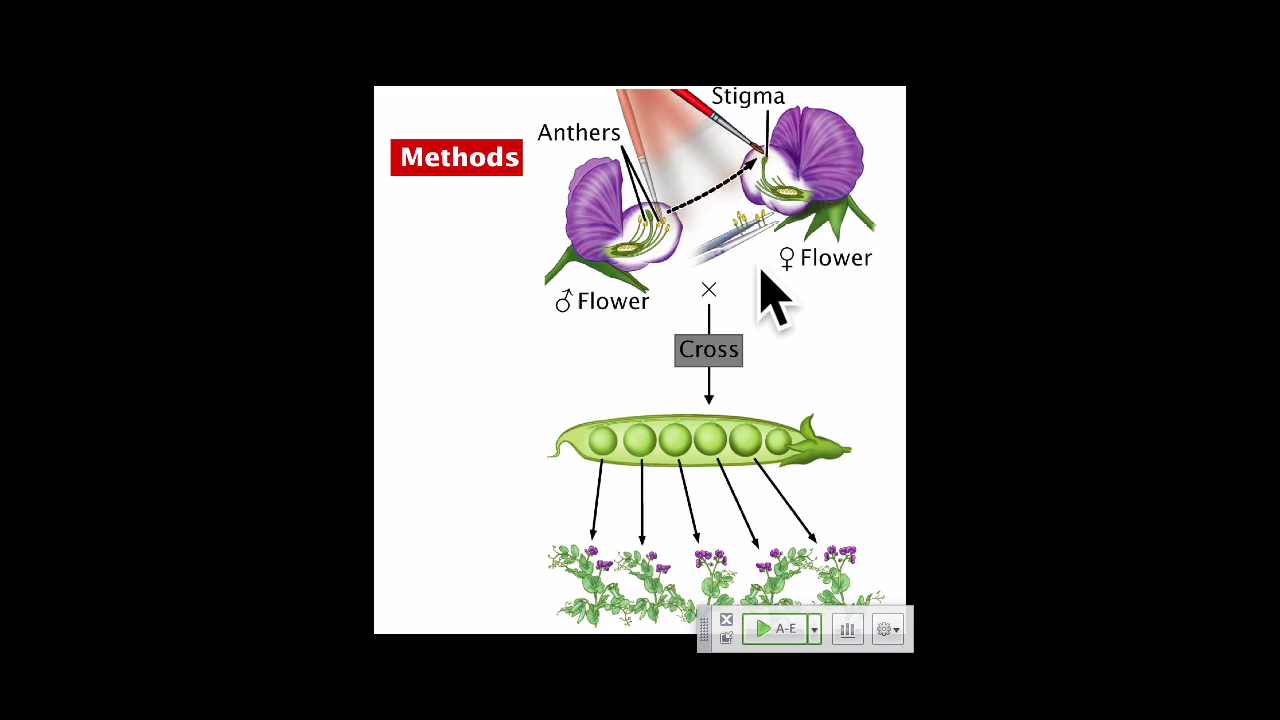 Stigma
Anthers
Methods
♀ Flower
♂ Flower
×
Cross
A-E